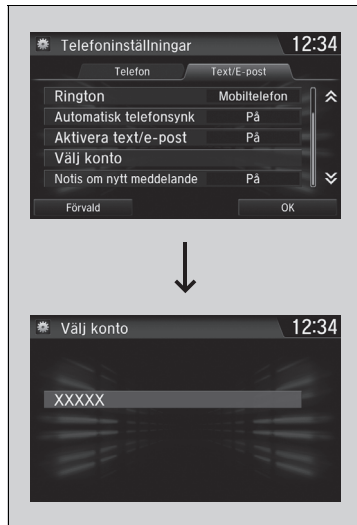 Telefoninställningar 12:34
Telefon Text/E-post
Rington Mobiltelefon
Automatisk telefonsynk På
Aktivera text/e-post På
Välj konto
Notis om nytt meddelande På
Förvald OK
Välj konto 12:34
XXXXX